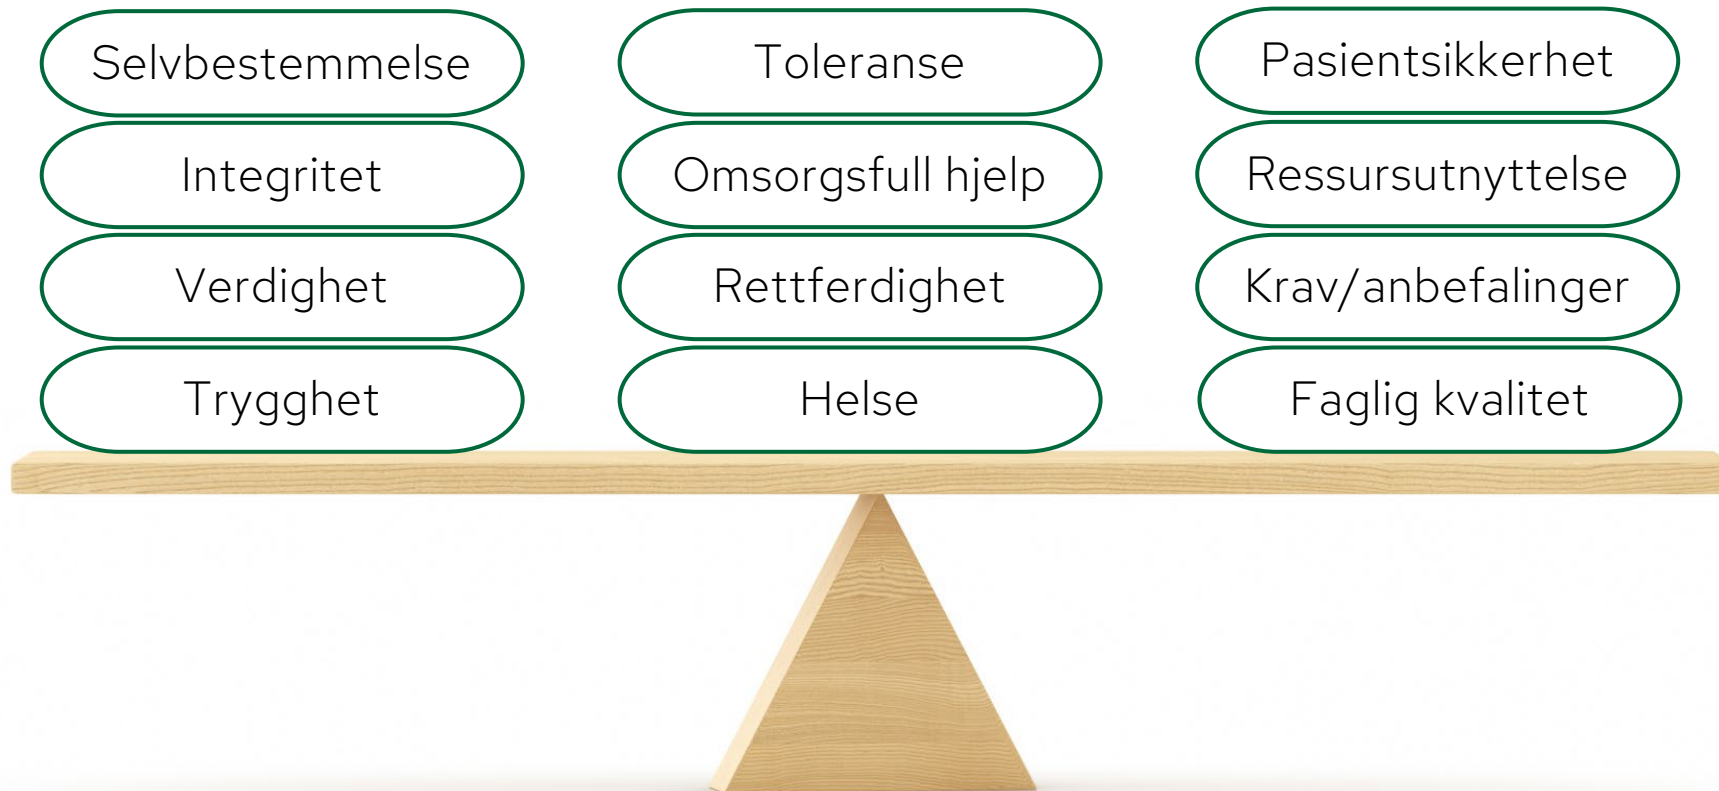 Selvbestemmelse
Integritet
Verdighet
Trygghet
Toleranse
Omsorgsfull hjelp
Rettferdighet
Helse
Pasientsikkerhet
Ressursutnyttelse
Krav/anbefalinger
Faglig kvalitet